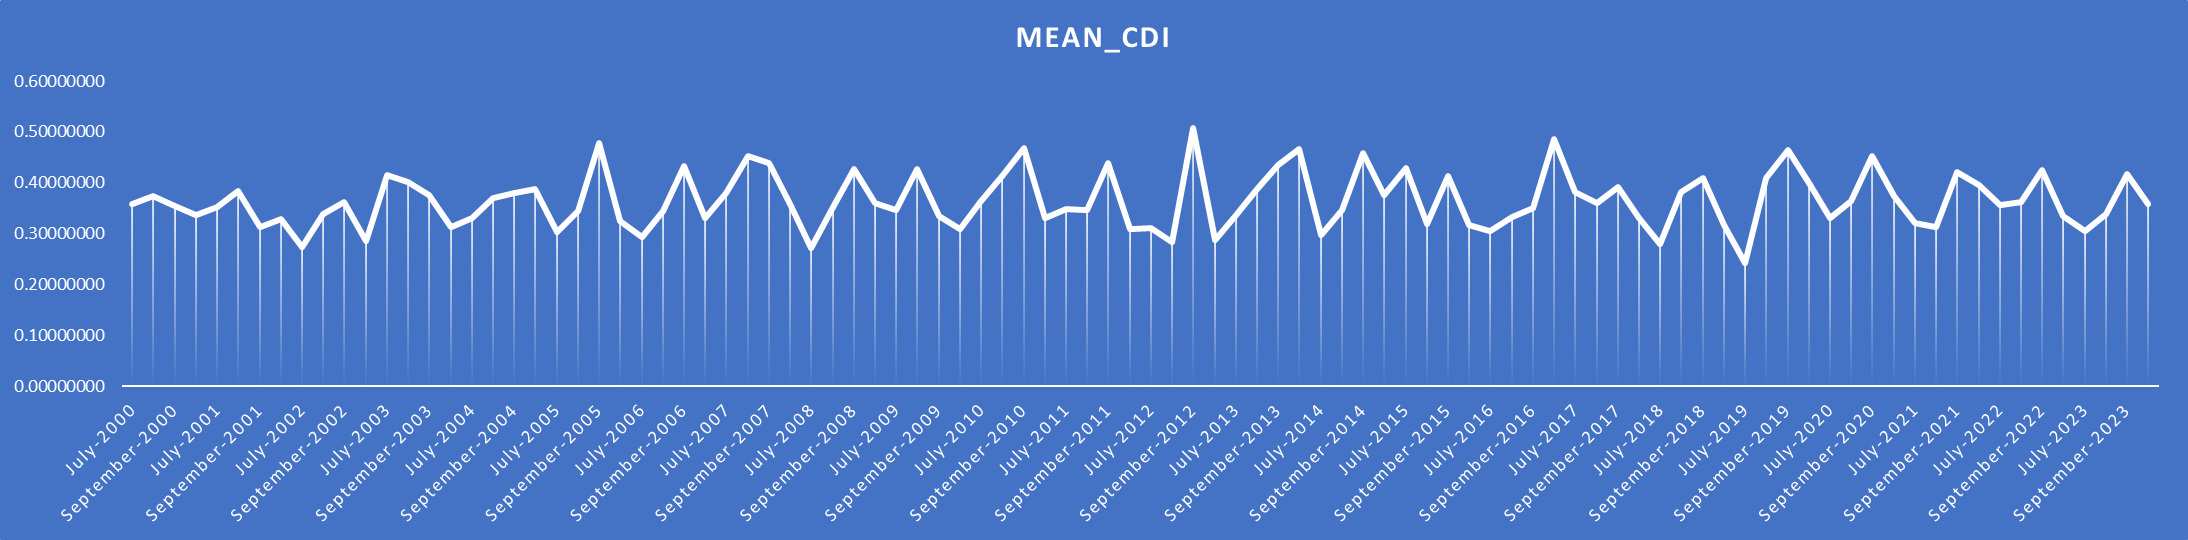 MEAN_CDI
0.60000000
0.50000000
0.40000000
0.30000000
0.20000000
0.10000000
0.00000000
July-2000
September-2000
July-2001
September-2001
July-2002
September-2002
July-2003
September-2003
July-2004
September-2004
July-2005
September-2005
July-2006
September-2006
July-2007
September-2007
July-2008
September-2008
July-2009
September-2009
July-2010
September-2010
July-2011
September-2011
July-2012
September-2012
July-2013
September-2013
July-2014
September-2014
July-2015
September-2015
July-2016
September-2016
July-2017
September-2017
July-2018
September-2018
July-2019
September-2019
July-2020
September-2020
July-2021
September-2021
July-2022
September-2022
July-2023
September-2023